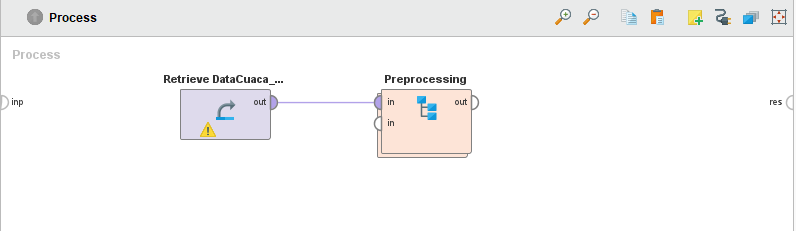 Process
Process
Retrieve DataCuaca_...
Preprocessing
inp
out
in
out
in
res